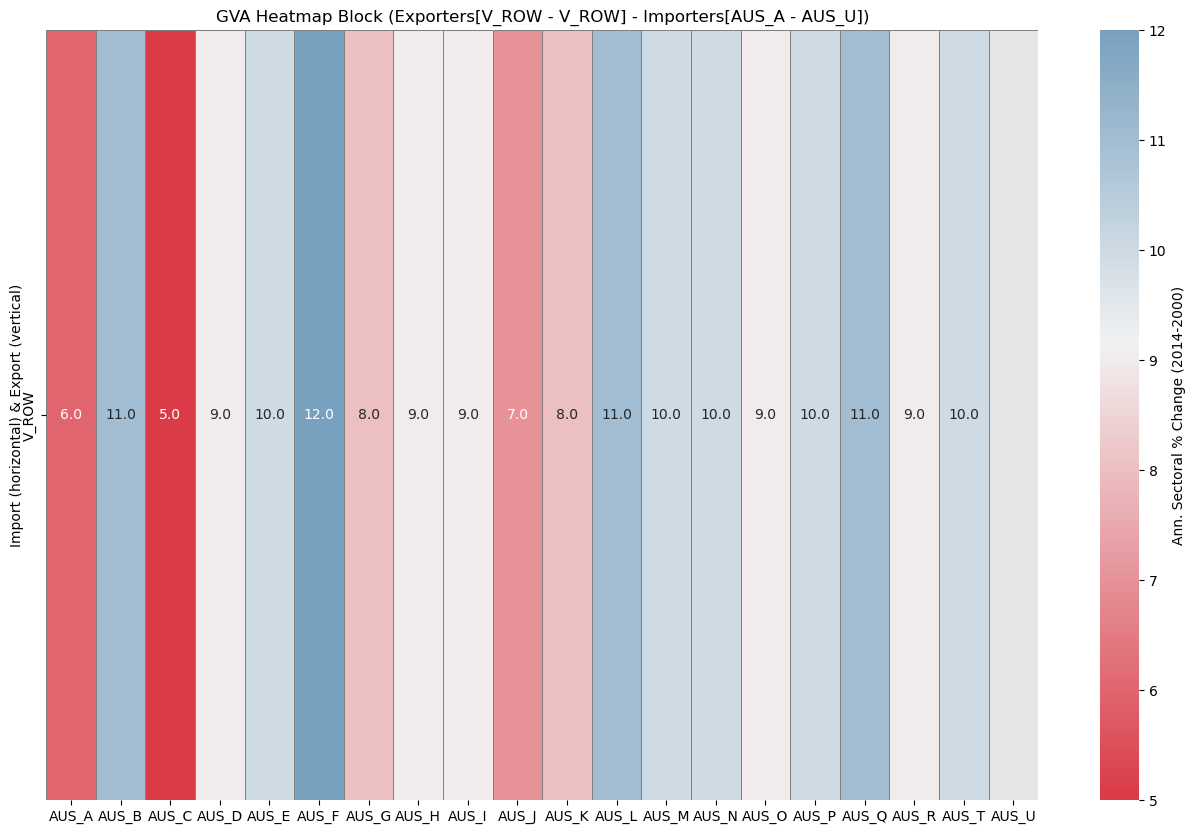 GVA Heatmap Block (Exporters[V_ROW - V_ROW] - Importers[AUS_A - AUS_U])
Import (horizontal) & Export (vertical)
V_ROW
6.0 11.0 5.0 9.0 10.0 12.0 8.0 9.0 9.0 7.0 8.0 11.0 10.0 10.0 9.0 10.0 11.0 9.0 10.0
AUS_A AUS_B AUS_C AUS_D AUS_E AUS_F AUS_G AUS_H AUS_I AUS_J AUS_K AUS_L AUS_M AUS_N AUS_O AUS_P AUS_Q AUS_R AUS_T AUS_U
12
11
10
9
8
7
6
5
Ann. Sectoral % Change (2014-2000)